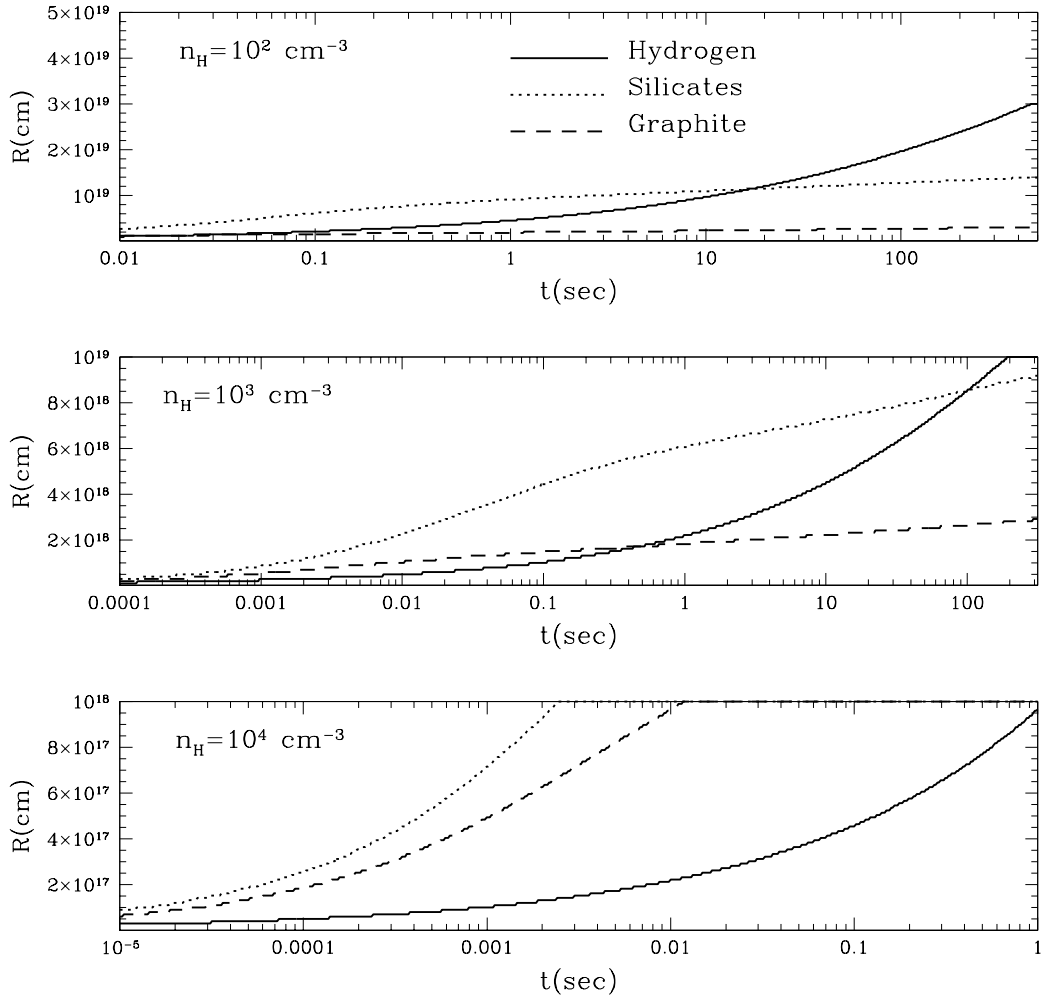 5×10¹⁹
n_H=10² cm⁻³
Hydrogen
4×10¹⁹
Silicates
3×10¹⁹
Graphite
R(cm)
2×10¹⁹
10¹⁹
0.01 0.1 1 10 100
t(sec)
10¹⁹
n_H=10³ cm⁻³
8×10¹⁸
6×10¹⁸
R(cm)
4×10¹⁸
2×10¹⁸
0.0001 0.001 0.01 0.1 1 10 100
t(sec)
10¹⁸
n_H=10⁴ cm⁻³
8×10¹⁷
6×10¹⁷
R(cm)
4×10¹⁷
2×10¹⁷
10⁻⁵ 0.0001 0.001 0.01 0.1 1
t(sec)